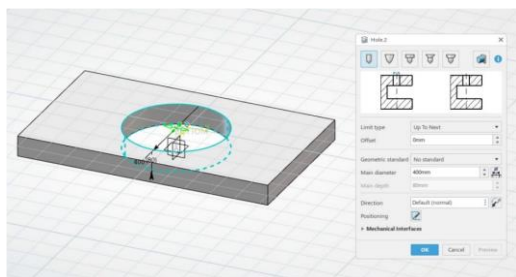 Hole.2
Limit type Up To Next
Offset 0mm
Geometric standard No standard
Main diameter 400mm
Main depth 80mm
Direction Default (normal)
Positioning
Mechanical Interfaces
OK Cancel Preview